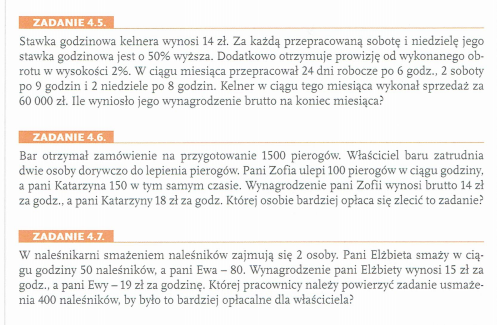 ZADANIE 4.5.
Stawka godzinowa kelnera wynosi 14 zł. Za każdą przepracowaną sobotę i niedzielę jego
stawka godzinowa jest o 50% wyższa. Dodatkowo otrzymuje prowizję od wykonanego ob-
rotu w wysokości 2%. W ciągu miesiąca przepracował 24 dni robocze po 6 godz., 2 soboty
po 9 godzin i 2 niedziele po 8 godzin. Kelner w ciągu tego miesiąca wykonał sprzedaż za
60 000 zł. Ile wyniosło jego wynagrodzenie brutto na koniec miesiąca?
ZADANIE 4.6.
Bar otrzymał zamówienie na przygotowanie 1500 pierogów. Właściciel baru zatrudnia
dwie osoby dorywczo do lepienia pierogów. Pani Zofia ulepi 100 pierogów w ciągu godziny,
a pani Katarzyna 150 w tym samym czasie. Wynagrodzenie pani Zofii wynosi brutto 14 zł
za godz., a pani Katarzyny 18 zł za godz. Której osobie bardziej opłaca się zlecić to zadanie?
ZADANIE 4.7.
W naleśnikarni smażeniem naleśników zajmują się 2 osoby. Pani Elżbieta smaży w cią-
gu godziny 50 naleśników, a pani Ewa – 80. Wynagrodzenie pani Elżbiety wynosi 15 zł za
godz., a pani Ewy – 19 zł za godzinę. Której pracownicy należy powierzyć zadanie usmaże-
nia 400 naleśników, by było to bardziej opłacalne dla właściciela?